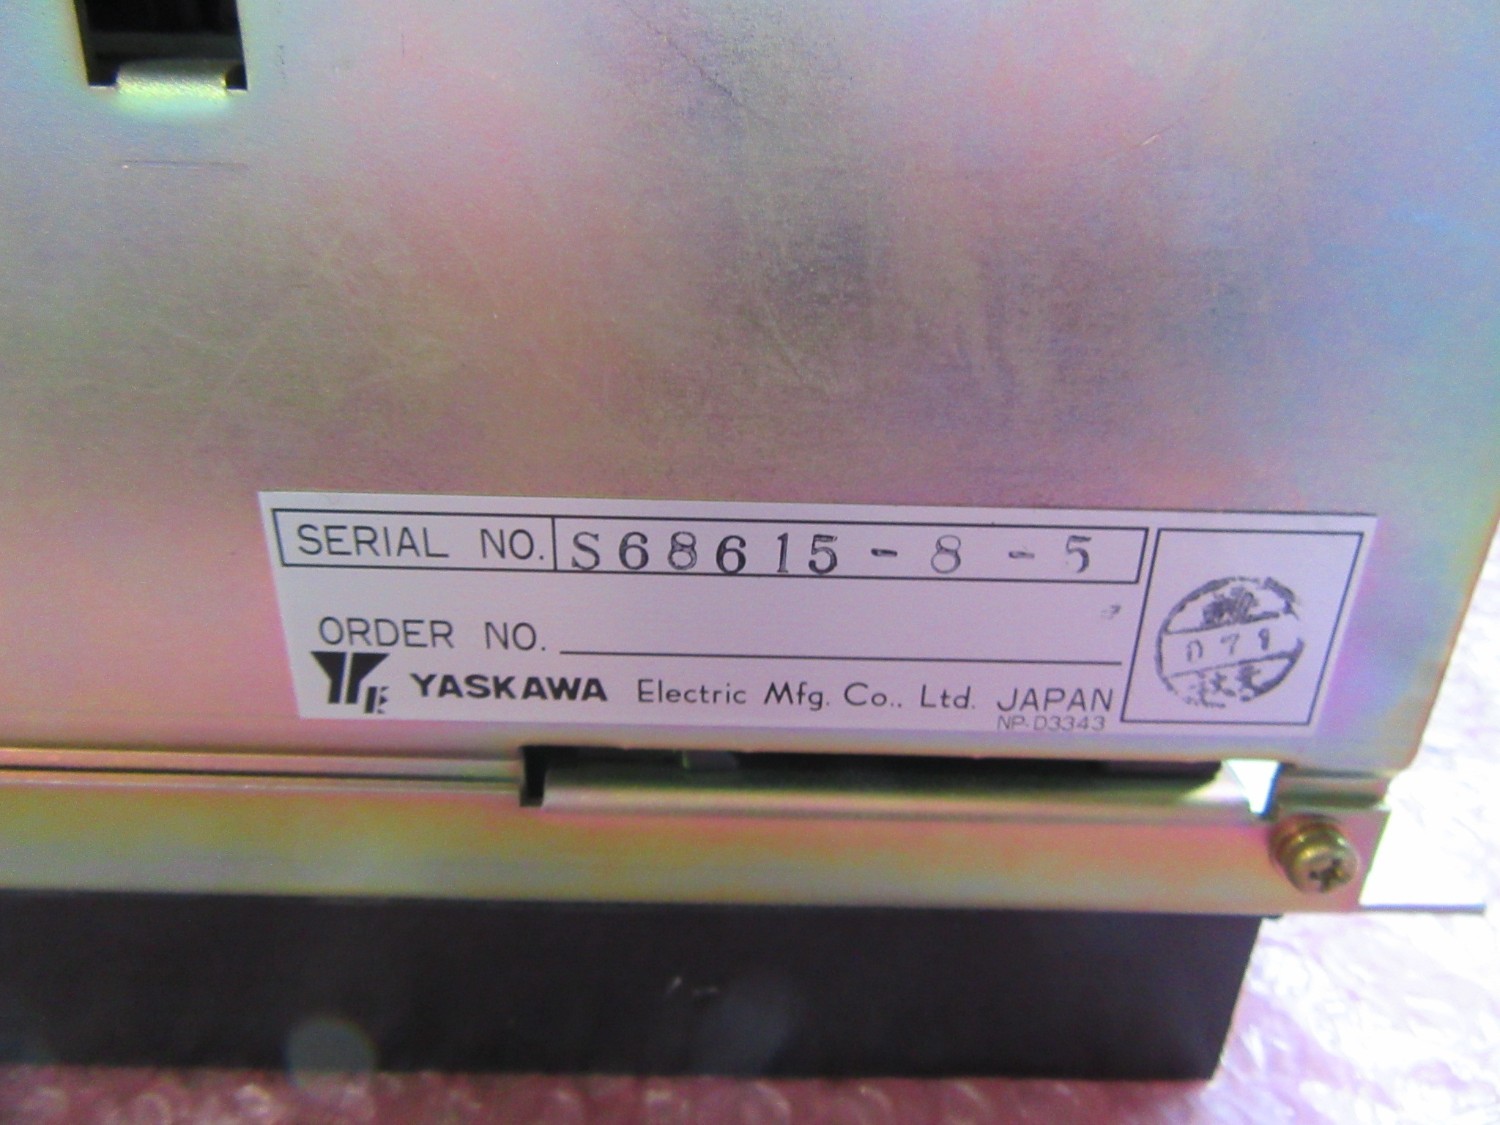 SERIAL NO. S68615-8-5
ORDER NO.
YASKAWA Electric Mfg. Co., Ltd. JAPAN
NP-D3343